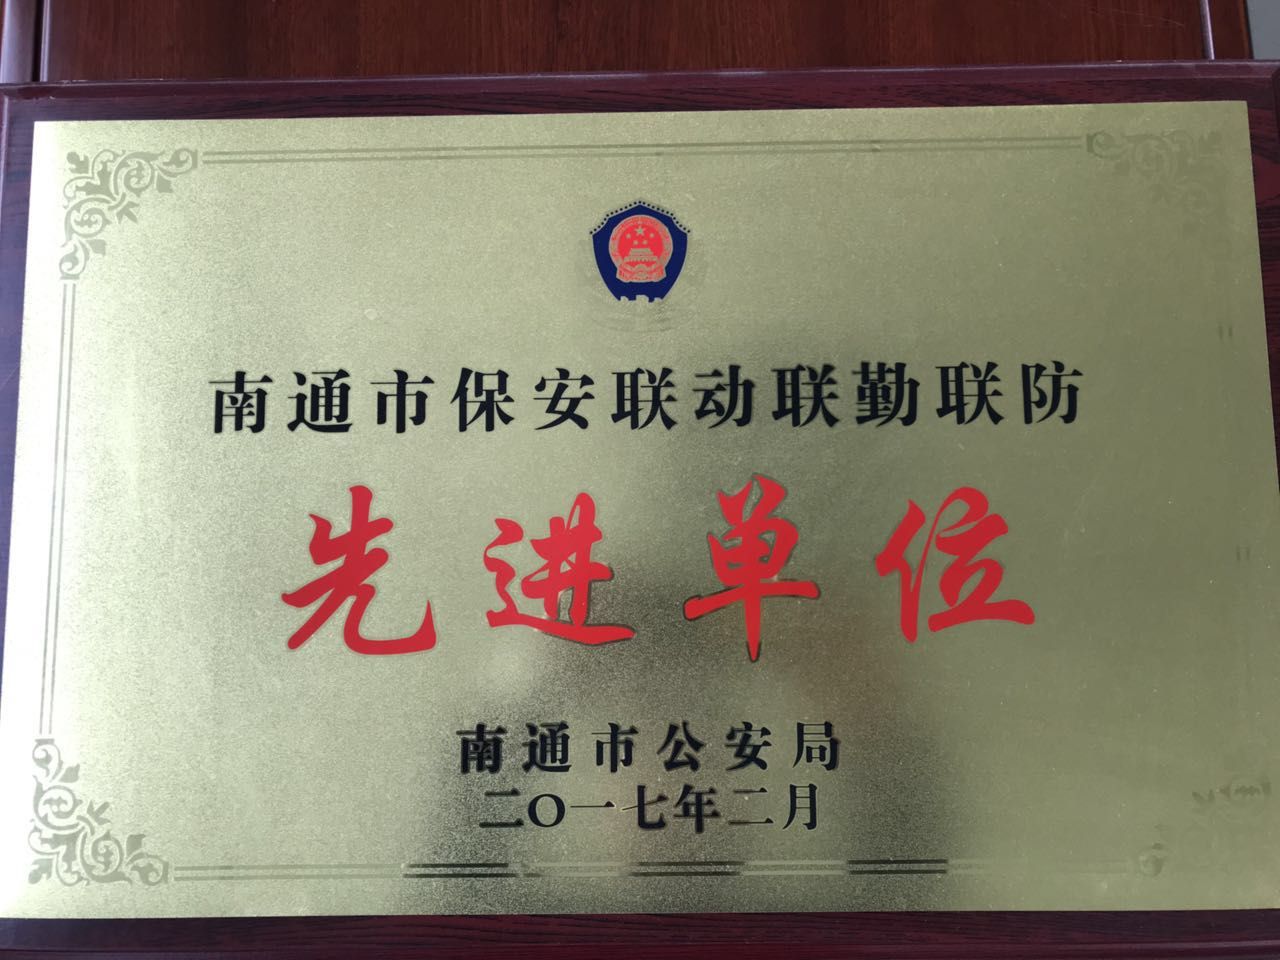 南通市保安联动联勤联防
先进单位
南通市公安局
二〇一七年二月